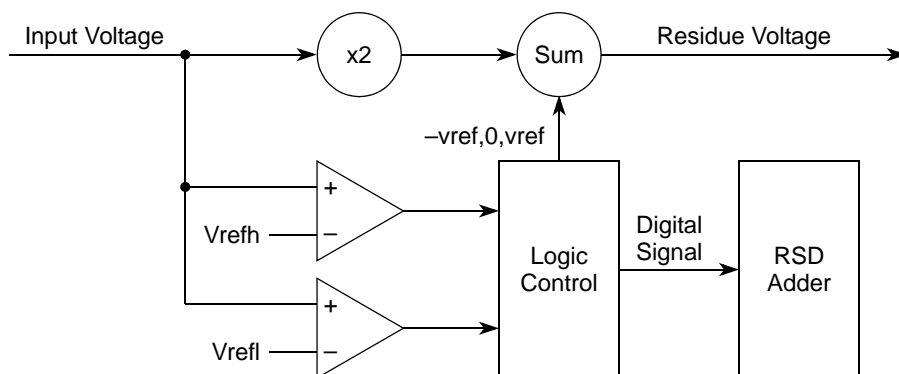 Input Voltage
x2
Sum
Residue Voltage
–vref,0,vref
+
Vrefh
–
Logic
Control
Digital
Signal
RSD
Adder
+
Vrefl
–